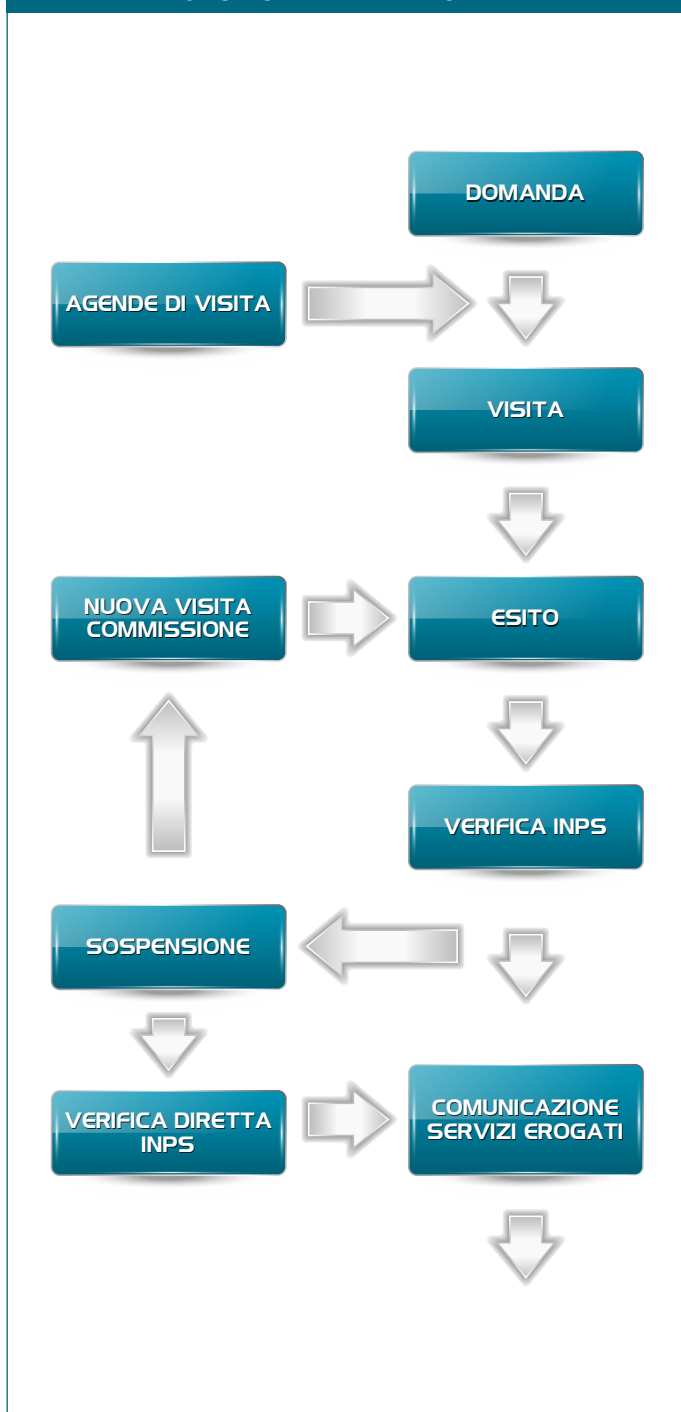 DOMANDA
AGENDE DI VISITA
VISITA
NUOVA VISITA
COMMISSIONE
ESITO
VERIFICA INPS
SOSPENSIONE
VERIFICA DIRETTA
INPS
COMUNICAZIONE
SERVIZI EROGATI